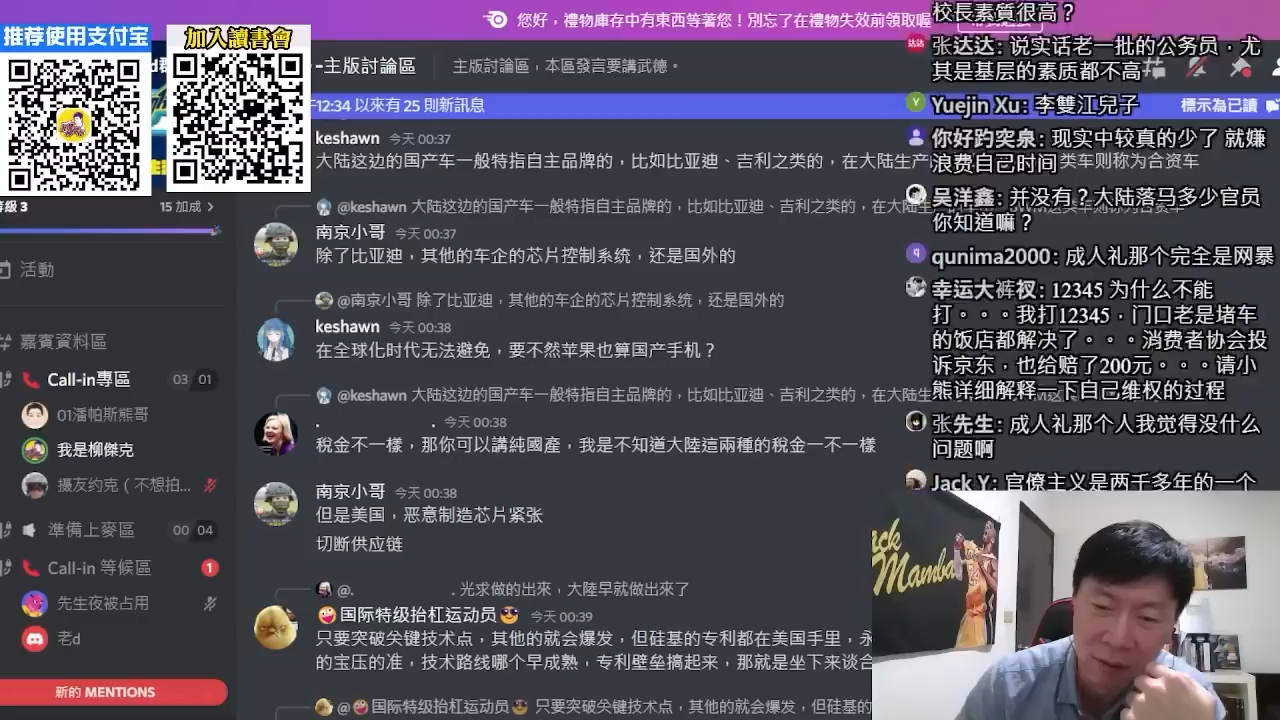 您好，禮物庫存中有東西等著您！別忘了在禮物失效前領取喔
推荐使用支付宝
加入讀書會
-主版討論區
主版討論區，本區發言要講武德。
12:34 以來有 25 則新訊息
標示為已讀
keshawn 今天 00:37
大陆这边的国产车一般特指自主品牌的，比如比亚迪、吉利之类的，在大陆生产
类车则称为合资车
@keshawn 大陆这边的国产车一般特指自主品牌的，比如比亚迪、吉利之类的，在大陆生
南京小哥 今天 00:37
除了比亚迪，其他的车企的芯片控制系统，还是国外的
@南京小哥 除了比亚迪，其他的车企的芯片控制系统，还是国外的
keshawn 今天 00:38
在全球化时代无法避免，要不然苹果也算国产手机？
@keshawn 大陆这边的国产车一般特指自主品牌的，比如比亚迪、吉利之类的，在大陆生
. . 今天 00:38
稅金不一樣，那你可以講純國產，我是不知道大陸這兩種的稅金一不一樣
南京小哥 今天 00:38
但是美国，恶意制造芯片紧张
切断供应链
@. . 光求做的出來，大陸早就做出來了
国际特级抬杠运动员 今天 00:39
只要突破关键技术点，其他的就会爆发，但硅基的专利都在美国手里，永
的宝压的准，技术路线哪个早成熟，专利壁垒搞起来，那就是坐下来谈合
@国际特级抬杠运动员 只要突破关键技术点，其他的就会爆发，但硅基的
等級 3
15 加成
活動
嘉賓資料區
Call-in專區 03 01
01潘帕斯熊哥
我是柳傑克
摄友约克（不想拍...
準備上麥區 00 04
Call-in 等候區 1
先生夜被占用
老d
新的 MENTIONS
校長素質很高？
张达达: 说实话老一批的公务员，尤
其是基层的素质都不高
Yuejin Xu: 李雙江兒子
你好趵突泉: 现实中较真的少了 就嫌
浪费自己时间
吴洋鑫: 并没有？大陆落马多少官员
你知道嘛？
qunima2000: 成人礼那个完全是网暴
幸运大裤衩: 12345 为什么不能
打。。。我打12345，门口老是堵车
的饭店都解决了。。。消费者协会投
诉京东，也给赔了200元。。。请小
熊详细解释一下自己维权的过程
张先生: 成人礼那个人我觉得没什么
问题啊
Jack Y: 官僚主义是两千多年的一个
ck
Mamba